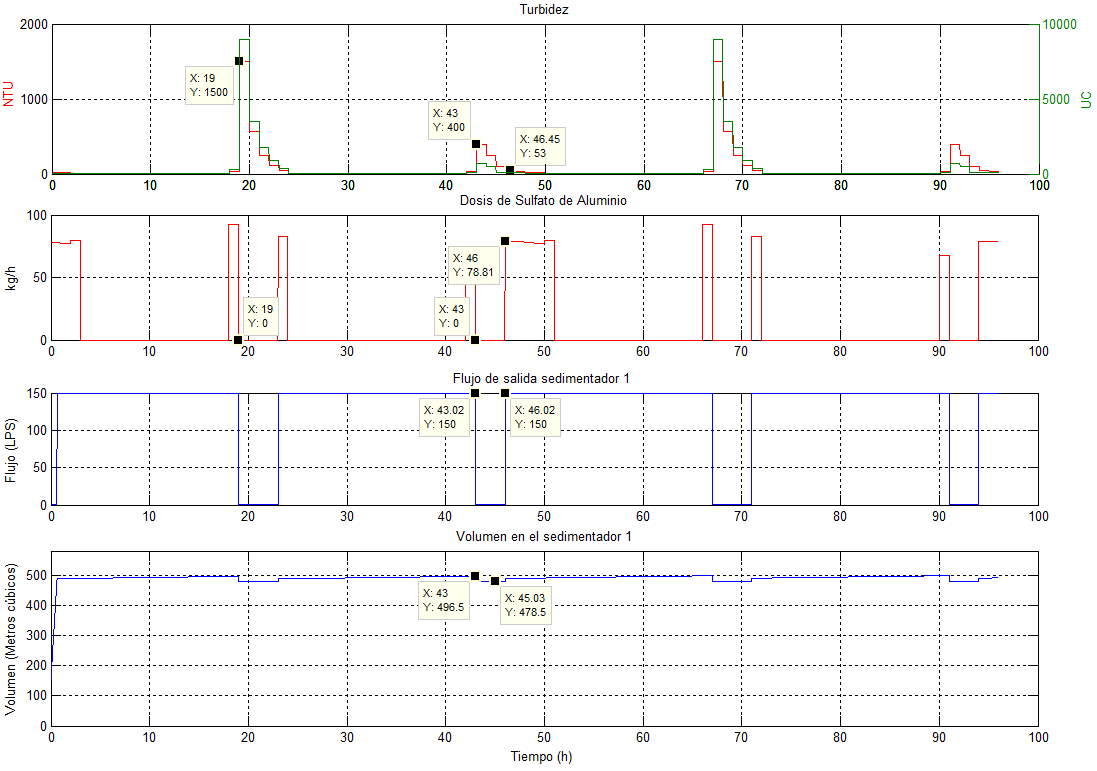 Turbidez
2000
1000
0
NTU
10000
5000
0
UC
X: 19
Y: 1500
X: 43
Y: 400
X: 46.45
Y: 53
0 10 20 30 40 50 60 70 80 90 100
Dosis de Sulfato de Aluminio
100
50
0
kg/h
X: 46
Y: 78.81
X: 19
Y: 0
X: 43
Y: 0
0 10 20 30 40 50 60 70 80 90 100
Flujo de salida sedimentador 1
150
100
50
0
Flujo (LPS)
X: 43.02
Y: 150
X: 46.02
Y: 150
0 10 20 30 40 50 60 70 80 90 100
Volumen en el sedimentador 1
500
400
300
200
100
0
Volumen (Metros cúbicos)
X: 43
Y: 496.5
X: 45.03
Y: 478.5
0 10 20 30 40 50 60 70 80 90 100
Tiempo (h)